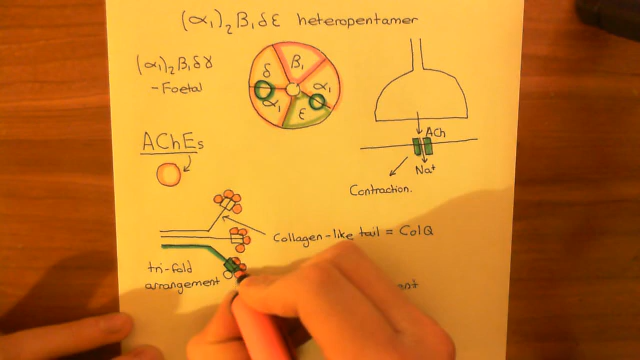 (α₁)₂ β₁ δ ε heteropentamer
(α₁)₂ β₁ δ γ
- Foetal
β₁
δ
α₁
α₁
ε
ACh
Na⁺
Contraction.
AChEs
Collagen-like tail = ColQ
tri-fold
arrangement